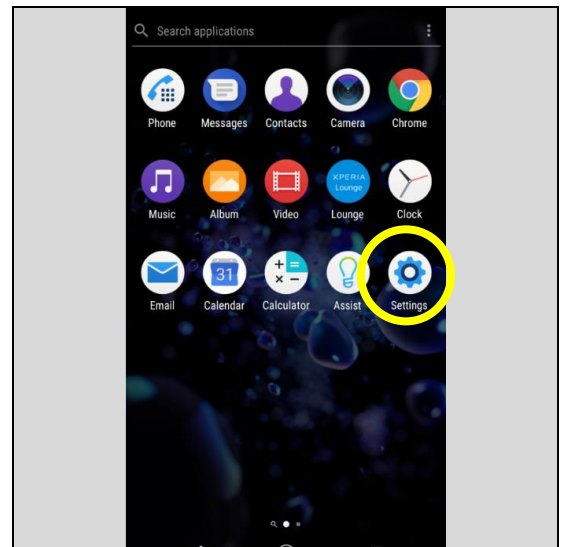 Search applications
Phone Messages Contacts Camera Chrome
XPERIA
Lounge
Music Album Video Lounge Clock
31
Email Calendar Calculator Assist Settings